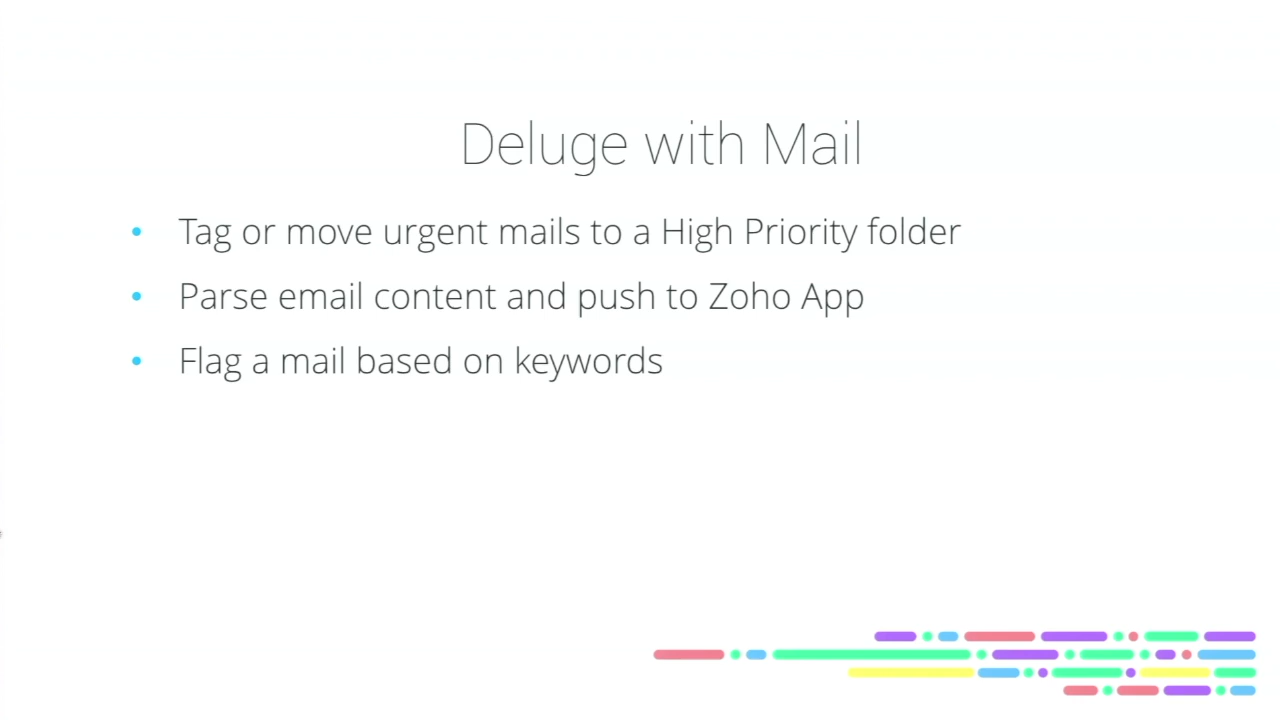 Deluge with Mail
• Tag or move urgent mails to a High Priority folder
• Parse email content and push to Zoho App
• Flag a mail based on keywords